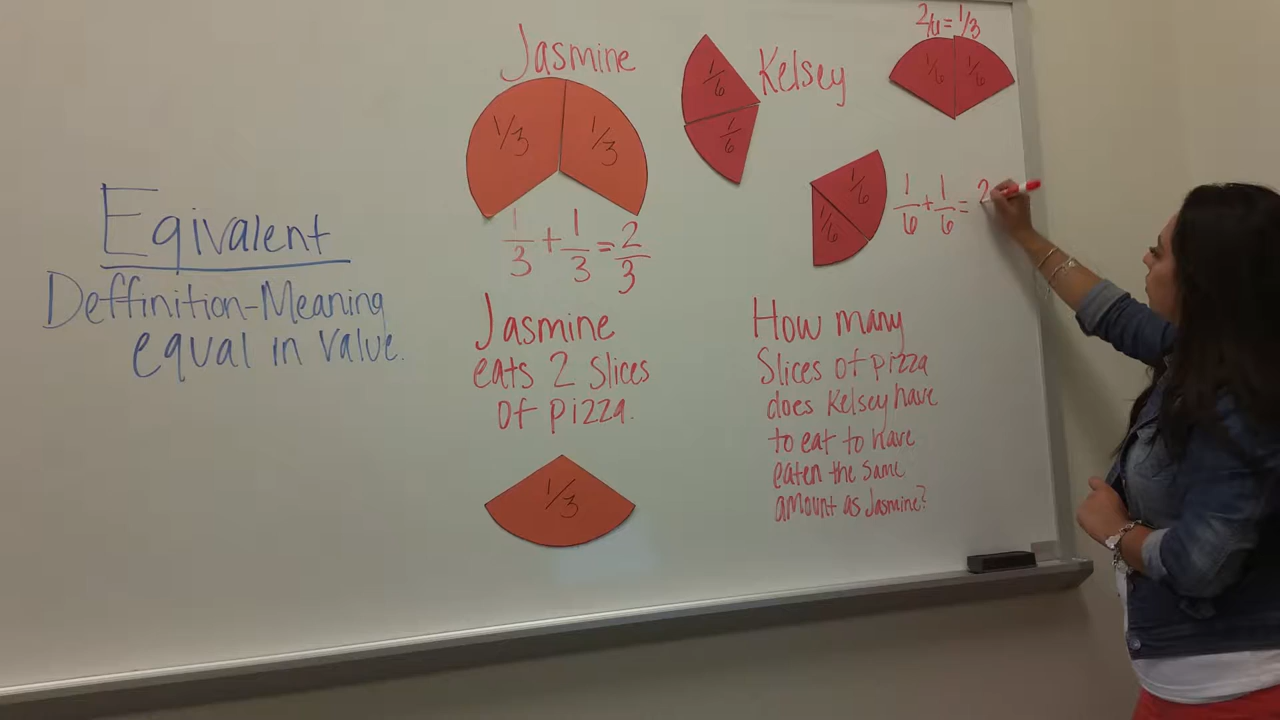 Eqivalent
Deffinition-Meaning
equal in value.
Jasmine
1/3 1/3
1/3 + 1/3 = 2/3
Jasmine
eats 2 slices
of pizza.
1/3
Kelsey
1/6
1/6
2/6 = 1/3
1/6 1/6
1/6
1/6
1/6 + 1/6 = 2
How many
Slices of pizza
does Kelsey have
to eat to have
eaten the same
amount as Jasmine?